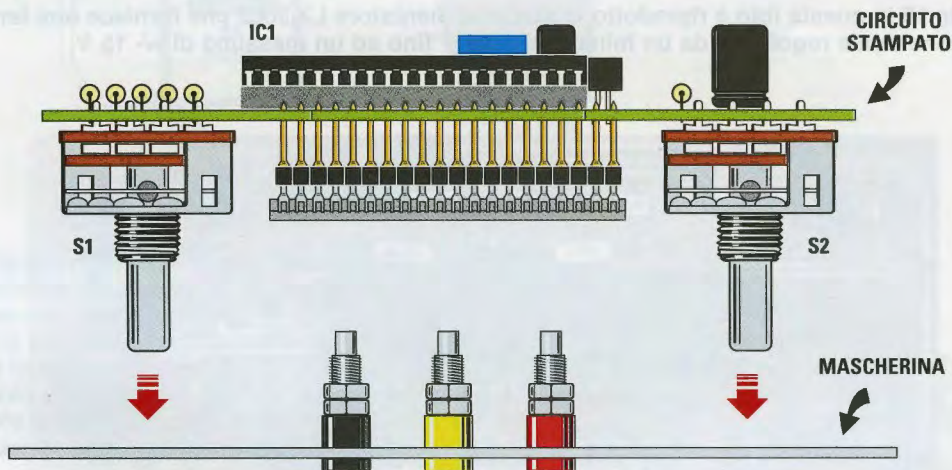 IC1
CIRCUITO
STAMPATO
S1
S2
MASCHERINA